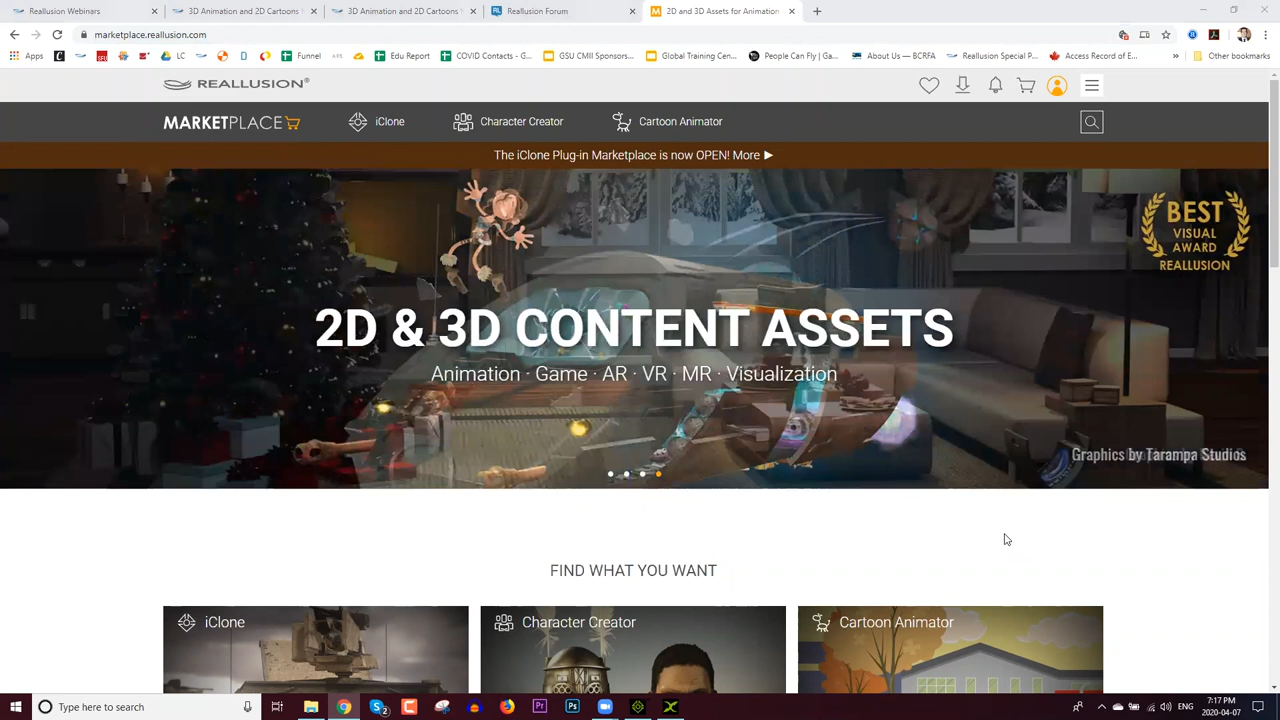 Reallusion Webinars
3D Animation and 2D Cartoons
3D Animation and 2D Cartoons
Reallusion Forum
2D and 3D Assets for Animation
marketplace.reallusion.com
Apps
LC
Funnel
Edu Report
COVID Contacts - G...
GSU CMII Sponsors...
Global Training Cen...
People Can Fly | Ga...
About Us — BCRFA
Reallusion Special P...
Access Record of E...
Other bookmarks
REALLUSION®
MARKETPLACE
iClone
Character Creator
Cartoon Animator
The iClone Plug-in Marketplace is now OPEN! More ▶
BEST
VISUAL
AWARD
REALLUSION
2D & 3D CONTENT ASSETS
Animation · Game · AR · VR · MR · Visualization
Graphics by Tarampa Studios
FIND WHAT YOU WANT
iClone
Character Creator
Cartoon Animator
Type here to search
ENG
7:17 PM
2020-04-07